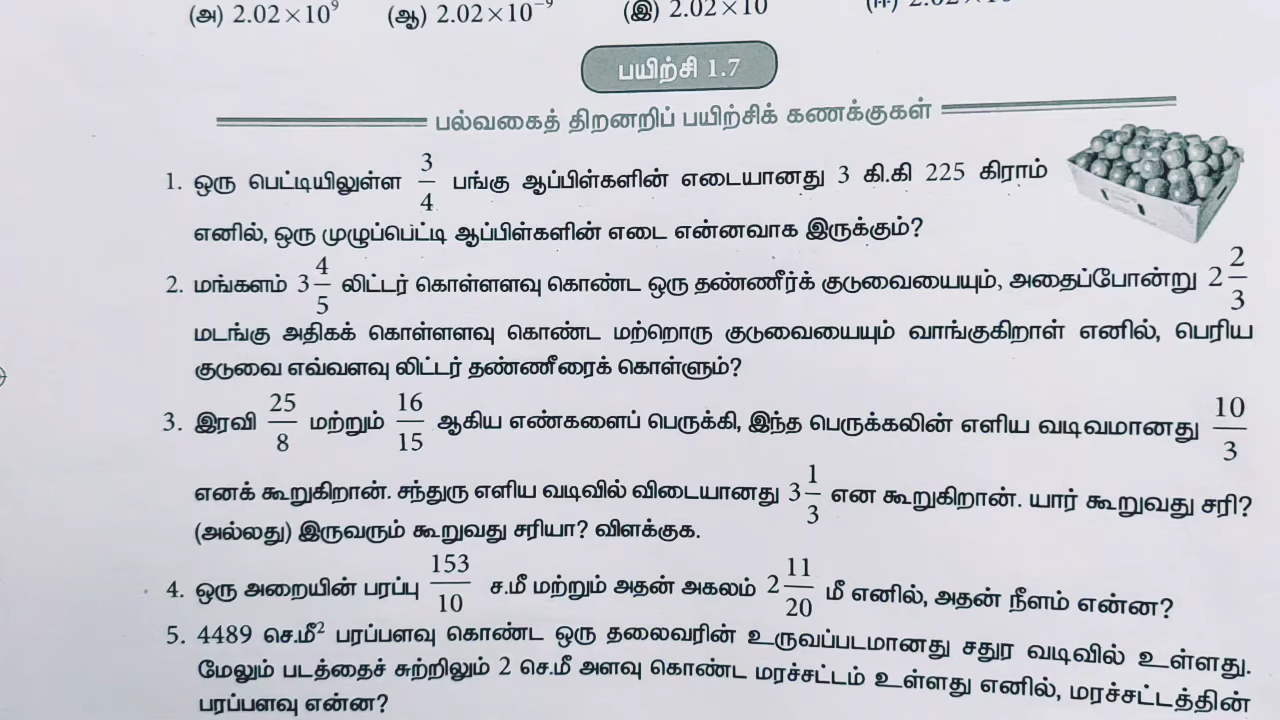 (அ) 2.02×10⁹ (ஆ) 2.02×10⁻⁹ (இ) 2.02×10
பயிற்சி 1.7
பல்வகைத் திறனறிப் பயிற்சிக் கணக்குகள்
1. ஒரு பெட்டியிலுள்ள 3/4 பங்கு ஆப்பிள்களின் எடையானது 3 கி.கி 225 கிராம்
எனில், ஒரு முழுப்பெட்டி ஆப்பிள்களின் எடை என்னவாக இருக்கும்?
2. மங்களம் 3 4/5 லிட்டர் கொள்ளளவு கொண்ட ஒரு தண்ணீர்க் குடுவையையும், அதைப்போன்று 2 2/3
மடங்கு அதிகக் கொள்ளளவு கொண்ட மற்றொரு குடுவையையும் வாங்குகிறாள் எனில், பெரிய
குடுவை எவ்வளவு லிட்டர் தண்ணீரைக் கொள்ளும்?
3. இரவி 25/8 மற்றும் 16/15 ஆகிய எண்களைப் பெருக்கி, இந்த பெருக்கலின் எளிய வடிவமானது 10/3
எனக் கூறுகிறான். சந்துரு எளிய வடிவில் விடையானது 3 1/3 என கூறுகிறான். யார் கூறுவது சரி?
(அல்லது) இருவரும் கூறுவது சரியா? விளக்குக.
4. ஒரு அறையின் பரப்பு 153/10 ச.மீ மற்றும் அதன் அகலம் 2 11/20 மீ எனில், அதன் நீளம் என்ன?
5. 4489 செ.மீ² பரப்பளவு கொண்ட ஒரு தலைவரின் உருவப்படமானது சதுர வடிவில் உள்ளது.
மேலும் படத்தைச் சுற்றிலும் 2 செ.மீ அளவு கொண்ட மரச்சட்டம் உள்ளது எனில், மரச்சட்டத்தின்
பரப்பளவு என்ன?